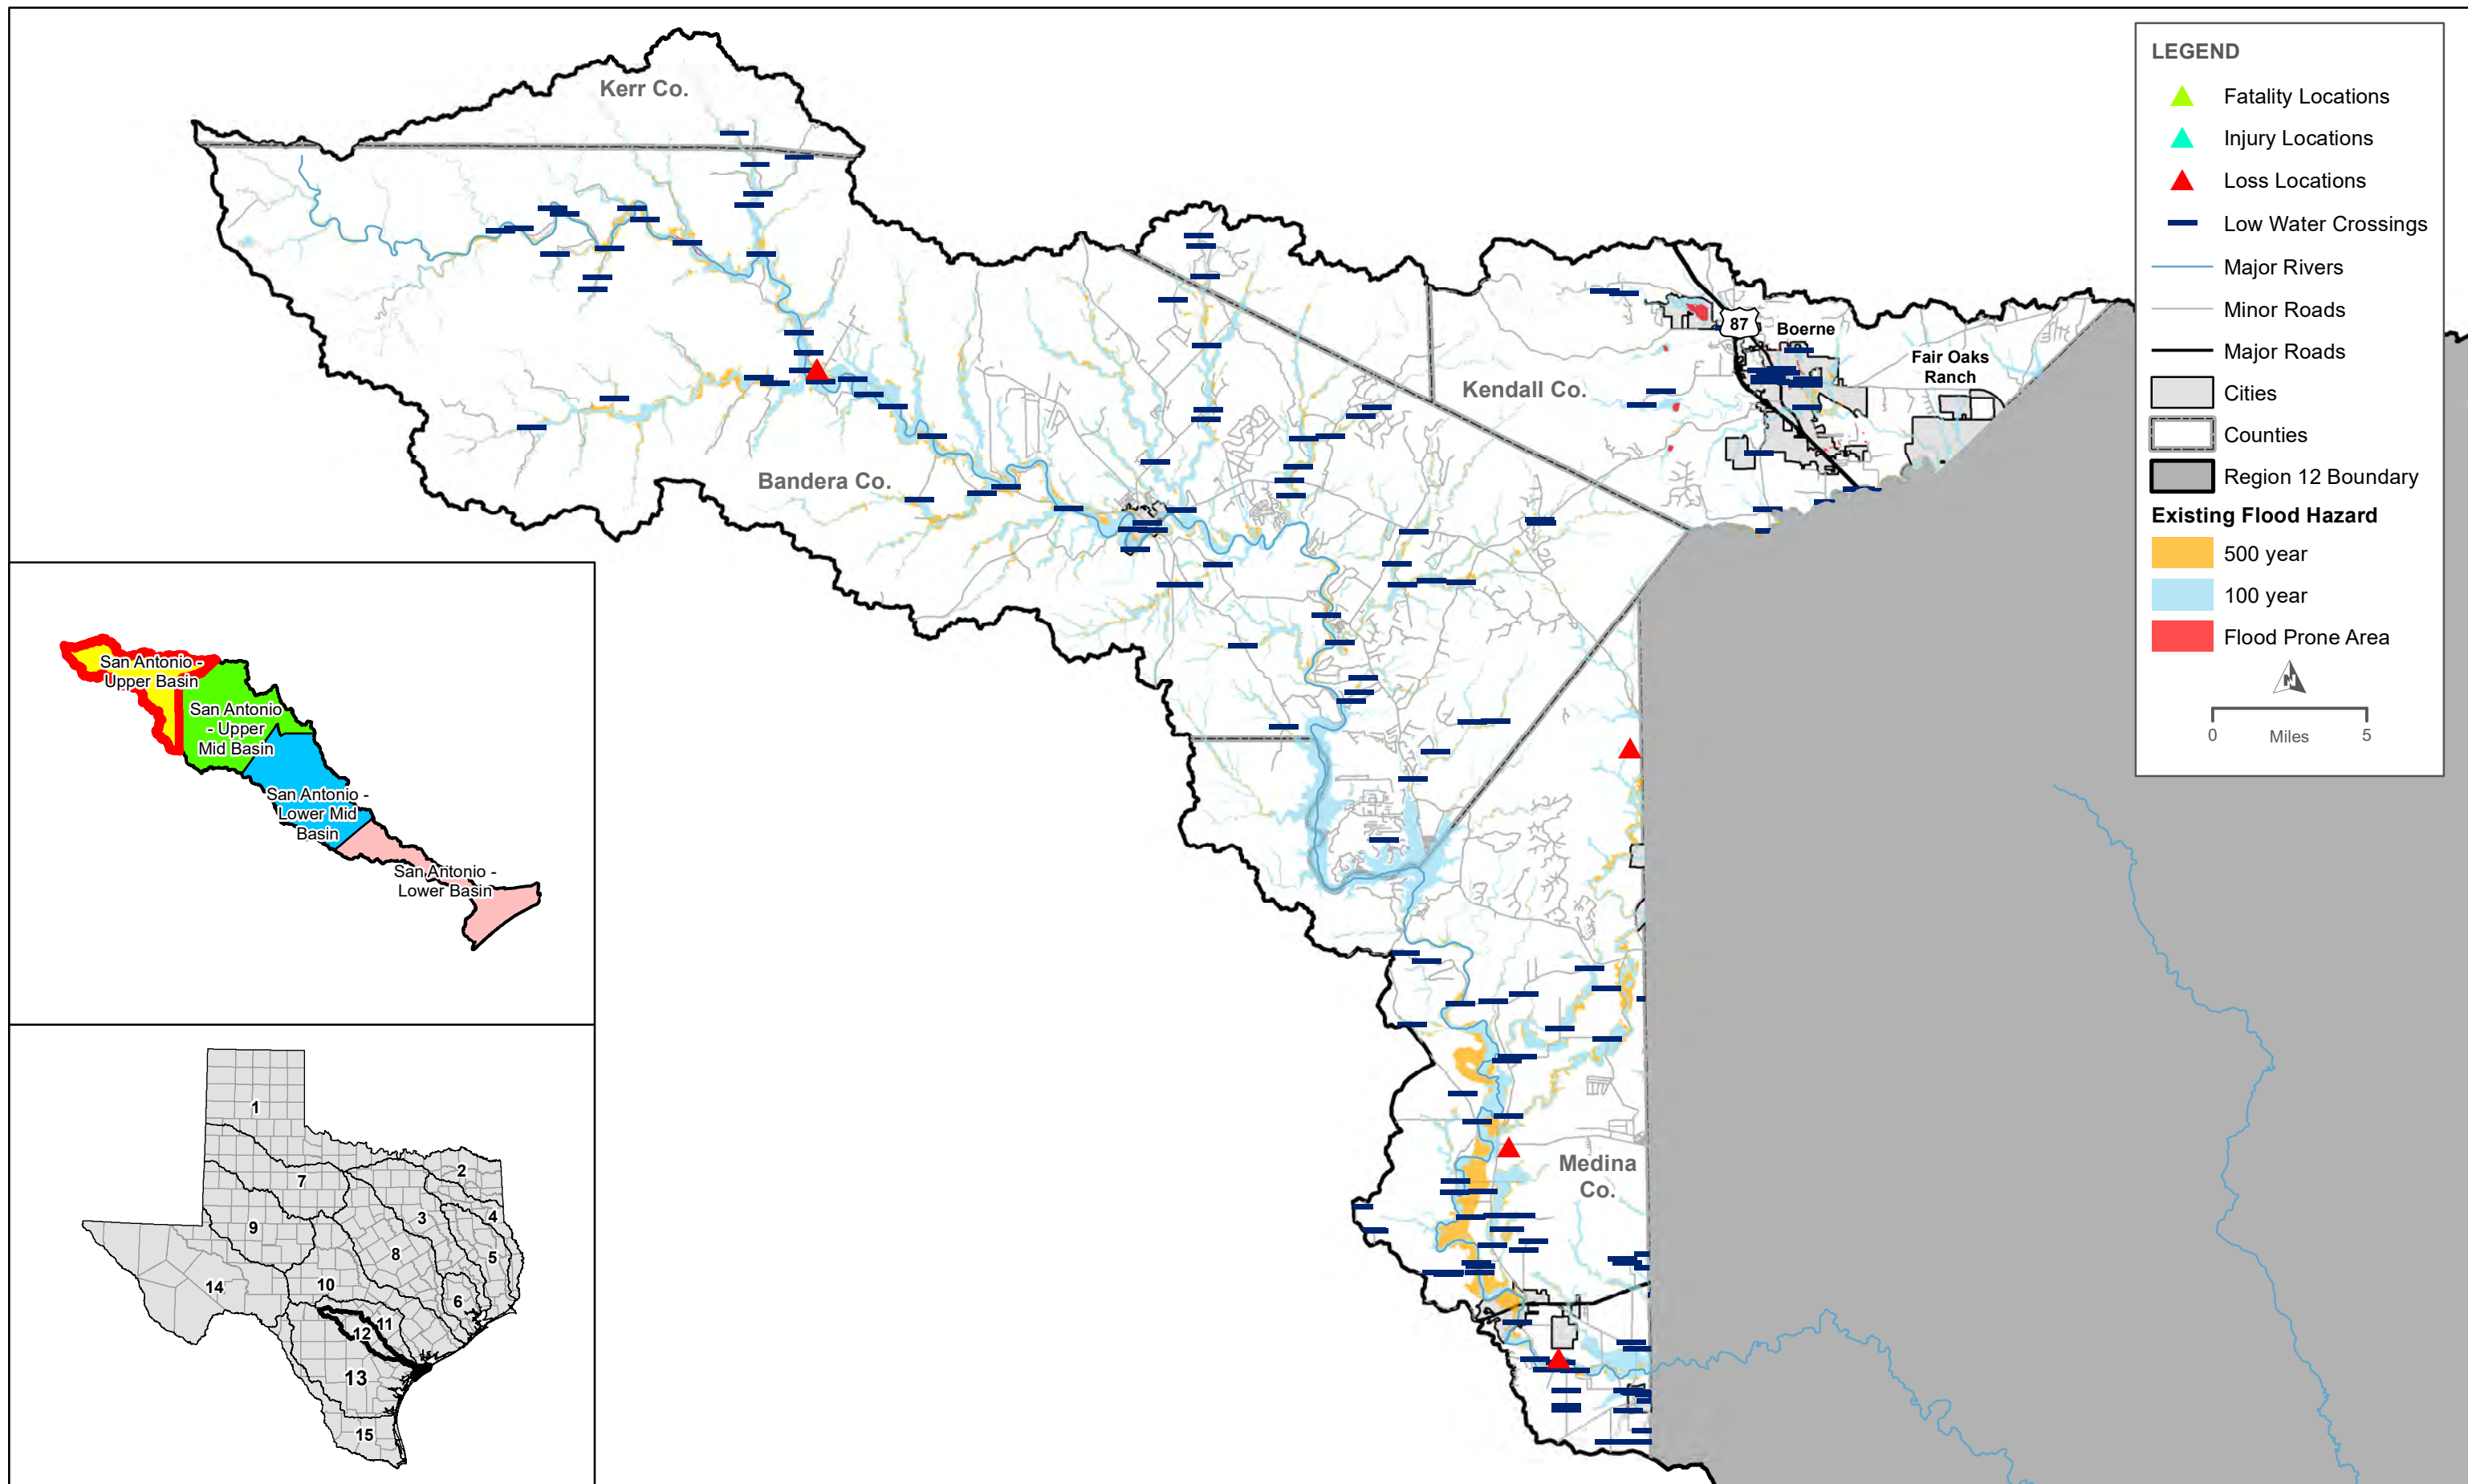 Kerr Co.
Bandera Co.
Kendall Co.
87
Boerne
Fair Oaks
Ranch
Medina
Co.
LEGEND
Fatality Locations
Injury Locations
Loss Locations
Low Water Crossings
Major Rivers
Minor Roads
Major Roads
Cities
Counties
Region 12 Boundary
Existing Flood Hazard
500 year
100 year
Flood Prone Area
N
0
Miles
5
San Antonio -
Upper Basin
San Antonio
- Upper
Mid Basin
San Antonio -
Lower Mid
Basin
San Antonio -
Lower Basin
1
2
7
3
4
9
8
5
10
14
6
11
12
13
15